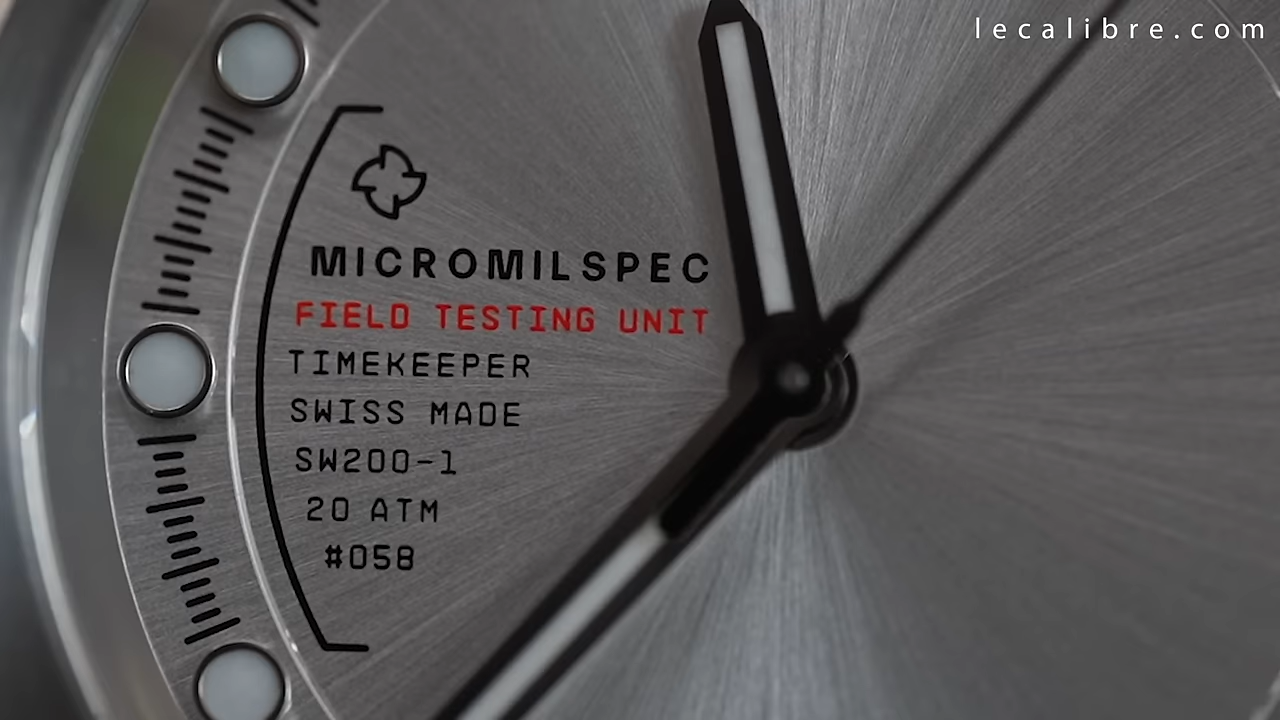 lecalibre.com
MICROMILSPEC
FIELD TESTING UNIT
TIMEKEEPER
SWISS MADE
SW200-1
20 ATM
#058